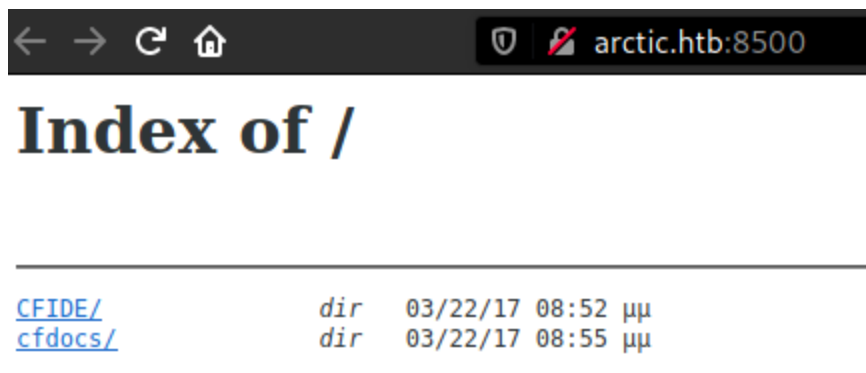 arctic.htb:8500
Index of /
CFIDE/ dir 03/22/17 08:52 μμ
cfdocs/ dir 03/22/17 08:55 μμ